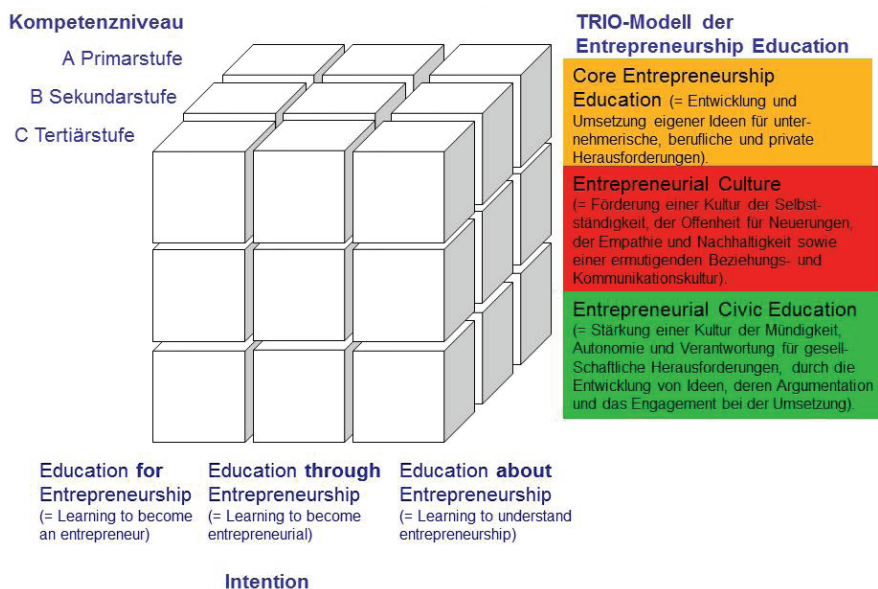 Kompetenzniveau
A Primarstufe
B Sekundarstufe
C Tertiärstufe
TRIO-Modell der
Entrepreneurship Education
Core Entrepreneurship
Education (= Entwicklung und
Umsetzung eigener Ideen für unter-
nehmerische, berufliche und private
Herausforderungen).
Entrepreneurial Culture
(= Förderung einer Kultur der Selbst-
ständigkeit, der Offenheit für Neuerungen,
der Empathie und Nachhaltigkeit sowie
einer ermutigenden Beziehungs- und
Kommunikationskultur).
Entrepreneurial Civic Education
(= Stärkung einer Kultur der Mündigkeit,
Autonomie und Verantwortung für gesell-
Schaftliche Herausforderungen, durch die
Entwicklung von Ideen, deren Argumentation
und das Engagement bei der Umsetzung).
Education for
Entrepreneurship
(= Learning to become
an entrepreneur)
Education through
Entrepreneurship
(= Learning to become
entrepreneurial)
Education about
Entrepreneurship
(= Learning to understand
entrepreneurship)
Intention